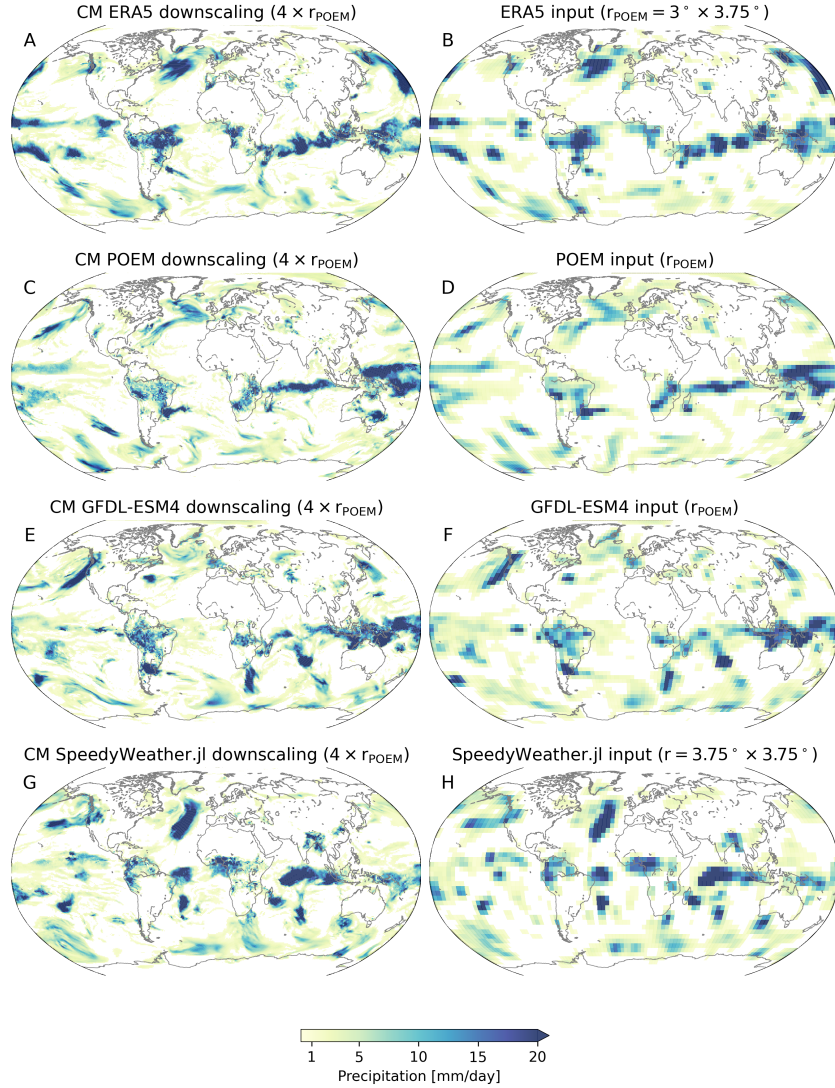 CM ERA5 downscaling (4 × r_POEM)
ERA5 input (r_POEM = 3° × 3.75°)
A
B
CM POEM downscaling (4 × r_POEM)
POEM input (r_POEM)
C
D
CM GFDL-ESM4 downscaling (4 × r_POEM)
GFDL-ESM4 input (r_POEM)
E
F
CM SpeedyWeather.jl downscaling (4 × r_POEM)
SpeedyWeather.jl input (r = 3.75° × 3.75°)
G
H
1 5 10 15 20
Precipitation [mm/day]